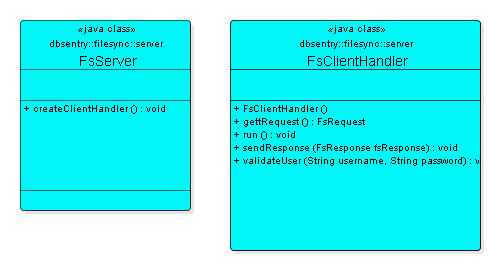 «java class»
dbsentry::filesync::server
FsServer
+ createClientHandler () : void
«java class»
dbsentry::filesync::server
FsClientHandler
+ FsClientHandler ()
+ gettRequest () : FsRequest
+ run () : void
+ sendResponse (FsResponse fsResponse) : void
+ validateUser (String username, String password) : v